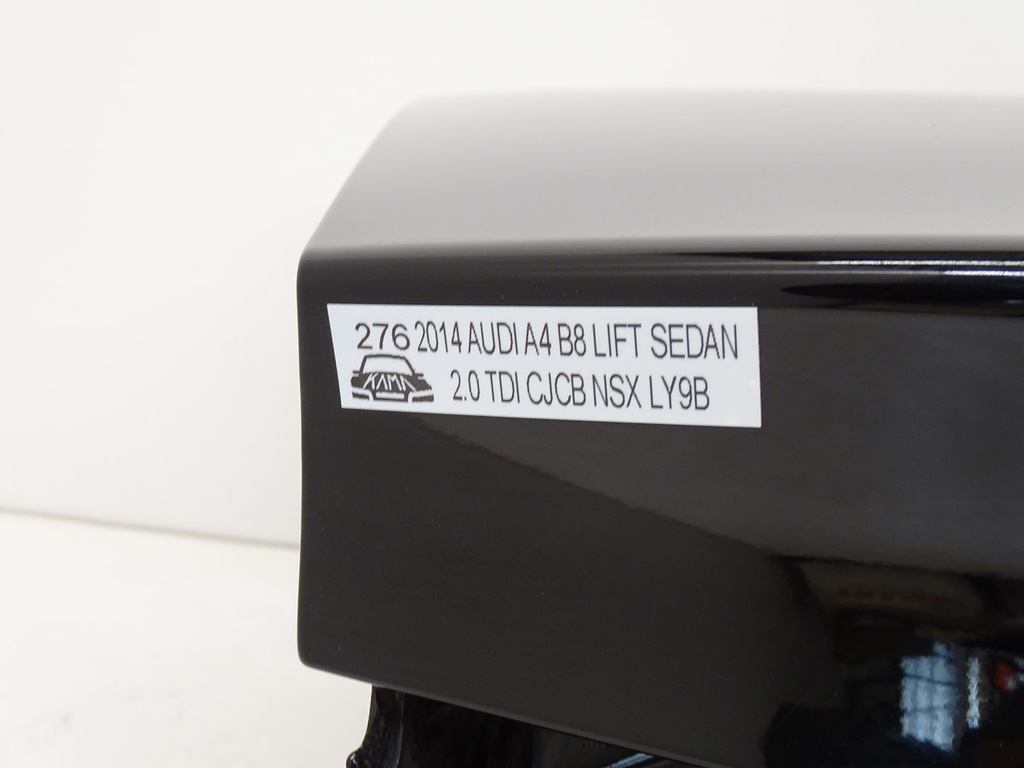 276 2014 AUDI A4 B8 LIFT SEDAN
KAMA 2.0 TDI CJCB NSX LY9B